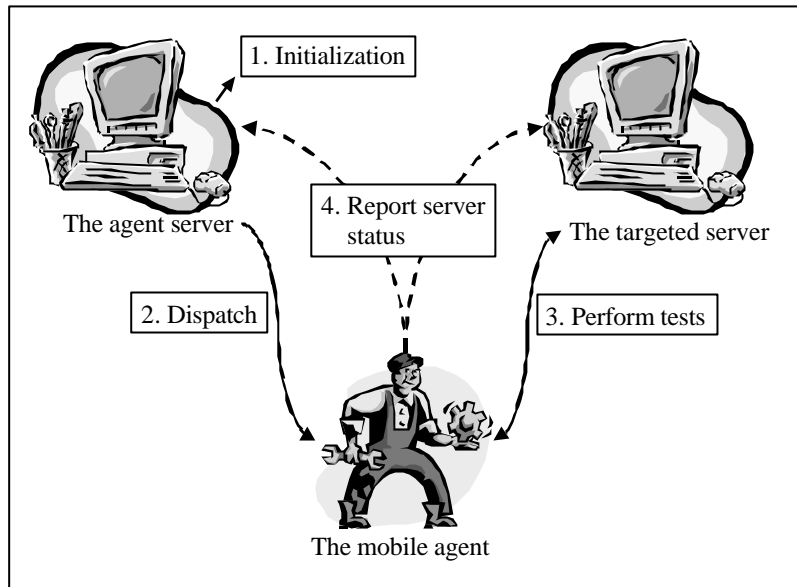 1. Initialization
The agent server
4. Report server
status
The targeted server
2. Dispatch
3. Perform tests
The mobile agent